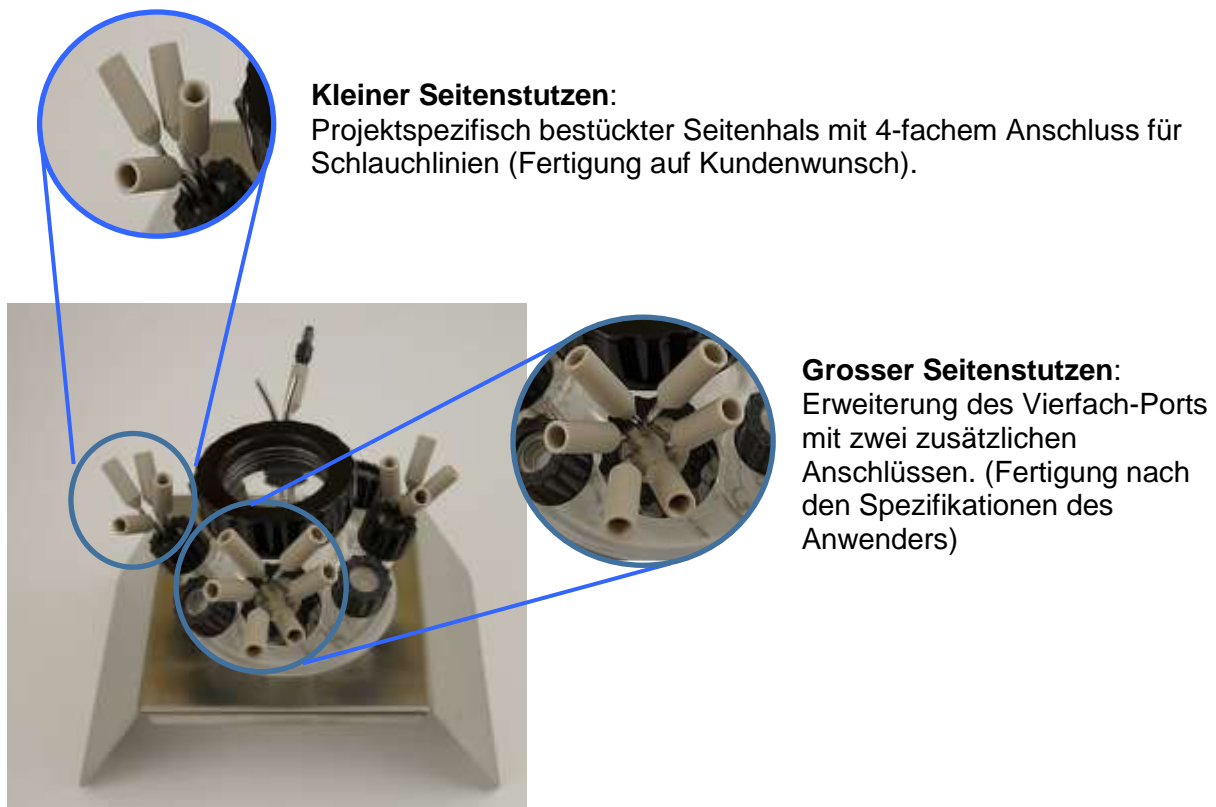 Kleiner Seitenstutzen:
Projektspezifisch bestückter Seitenhals mit 4-fachem Anschluss für
Schlauchlinien (Fertigung auf Kundenwunsch).
Grosser Seitenstutzen:
Erweiterung des Vierfach-Ports
mit zwei zusätzlichen
Anschlüssen. (Fertigung nach
den Spezifikationen des
Anwenders)